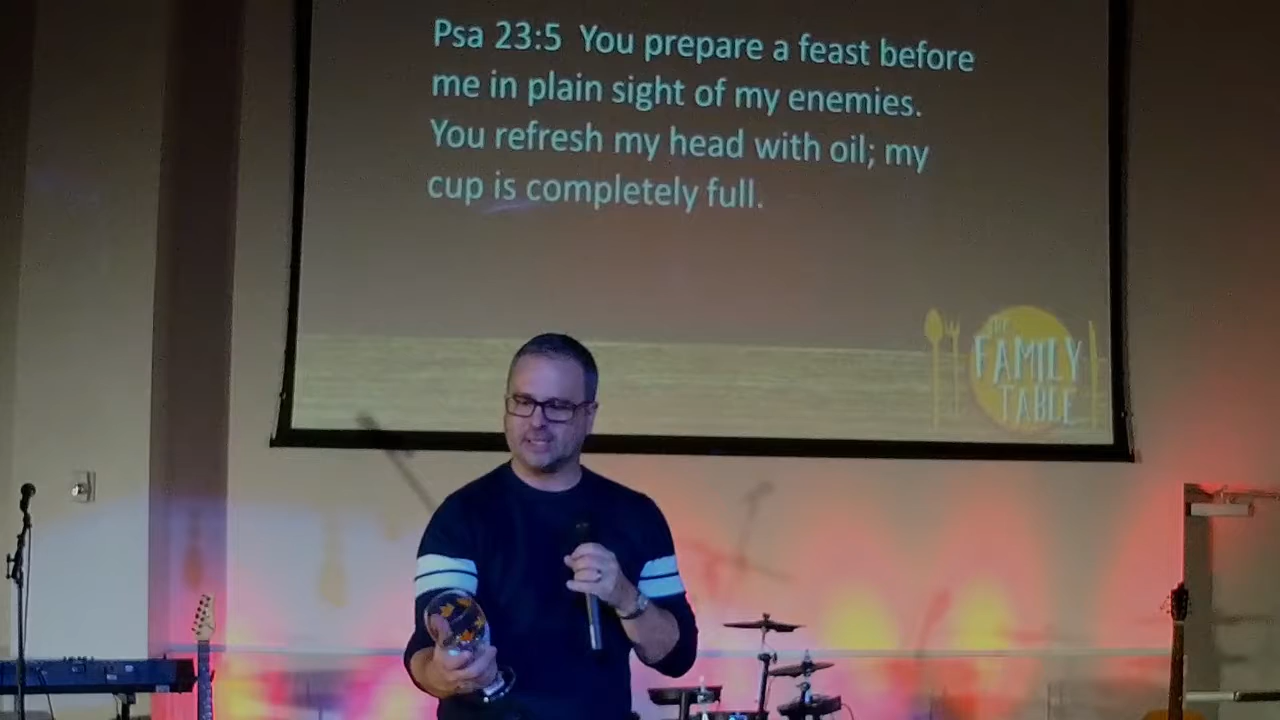 Psa 23:5 You prepare a feast before
me in plain sight of my enemies.
You refresh my head with oil; my
cup is completely full.
THE
FAMILY
TABLE